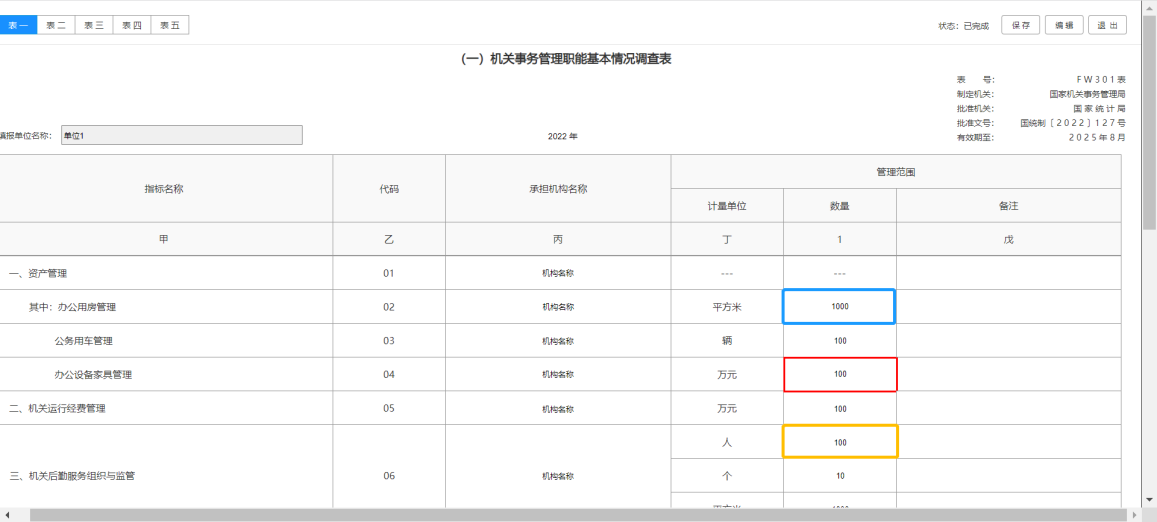 表一 表二 表三 表四 表五 状态: 已完成 保存 编辑 退出
（一）机关事务管理职能基本情况调查表
表 号: FW301表
制定机关: 国家机关事务管理局
批准机关: 国家统计局
批准文号: 国统制〔2022〕127号
有效期至: 2025年8月
填报单位名称: 单位1 2022 年
指标名称 代码 承担机构名称 管理范围
计量单位 数量 备注
甲 乙 丙 丁 1 戊
一、资产管理 01 机构名称 --- ---
其中: 办公用房管理 02 机构名称 平方米 1000
公务用车管理 03 机构名称 辆 100
办公设备家具管理 04 机构名称 万元 100
二、机关运行经费管理 05 机构名称 万元 100
人 100
三、机关后勤服务组织与监管 06 机构名称 个 10